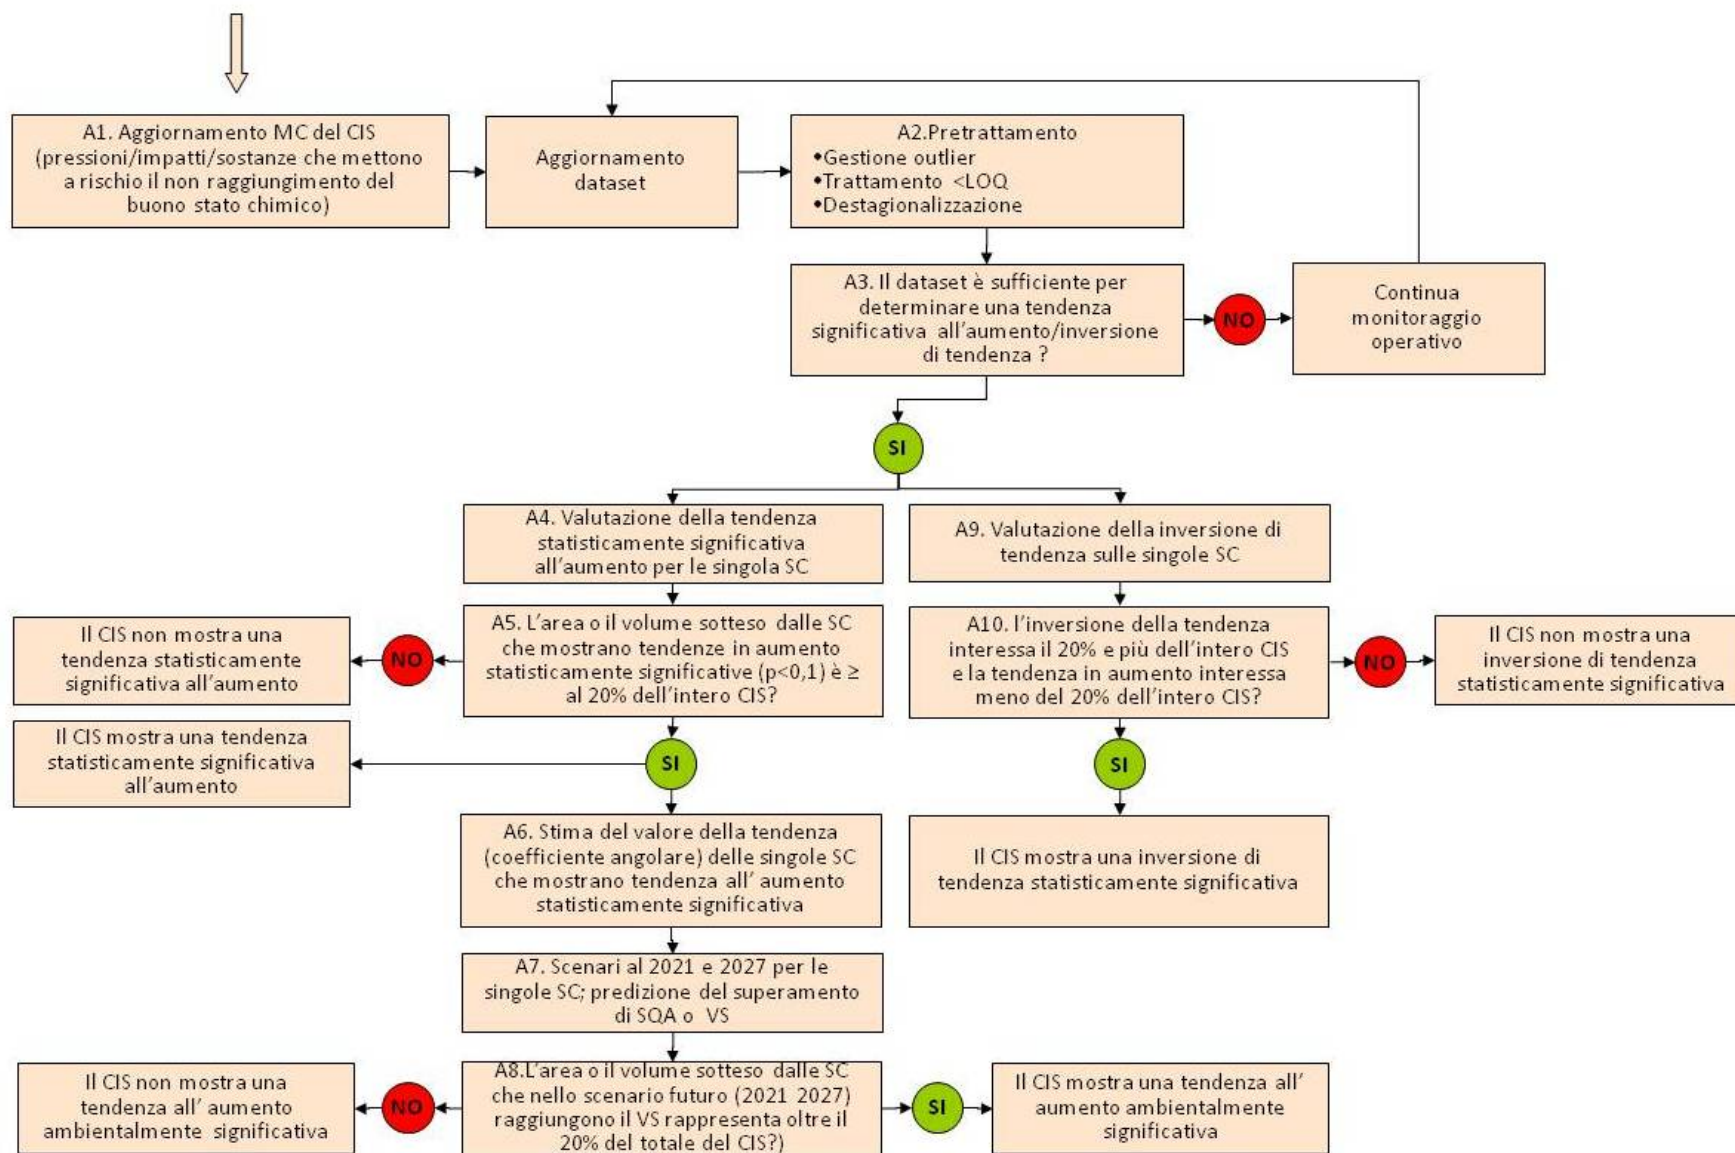 A1. Aggiornamento MC del CIS
(pressioni/impatti/sostanze che mettono
a rischio il non raggiungimento del
buono stato chimico)
Aggiornamento
dataset
A2.Pretrattamento
•Gestione outlier
•Trattamento <LOQ
•Destagionalizzazione
A3. Il dataset è sufficiente per
determinare una tendenza
significativa all'aumento/inversione
di tendenza ?
NO
Continua
monitoraggio
operativo
SI
A4. Valutazione della tendenza
statisticamente significativa
all'aumento per le singola SC
A9. Valutazione della inversione di
tendenza sulle singole SC
Il CIS non mostra una
tendenza statisticamente
significativa all'aumento
NO
A5. L'area o il volume sotteso dalle SC
che mostrano tendenze in aumento
statisticamente significative (p<0,1) è ≥
al 20% dell'intero CIS?
A10. l'inversione della tendenza
interessa il 20% e più dell'intero CIS
e la tendenza in aumento interessa
meno del 20% dell'intero CIS?
NO
Il CIS non mostra una
inversione di tendenza
statisticamente significativa
Il CIS mostra una tendenza
statisticamente significativa
all'aumento
SI
SI
A6. Stima del valore della tendenza
(coefficiente angolare) delle singole SC
che mostrano tendenza all' aumento
statisticamente significativa
Il CIS mostra una inversione di
tendenza statisticamente significativa
A7. Scenari al 2021 e 2027 per le
singole SC; predizione del superamento
di SQA o VS
Il CIS non mostra una
tendenza all' aumento
ambientalmente significativa
NO
A8.L'area o il volume sotteso dalle SC
che nello scenario futuro (2021 2027)
raggiungono il VS rappresenta oltre il
20% del totale del CIS?)
SI
Il CIS mostra una tendenza all'
aumento ambientalmente
significativa